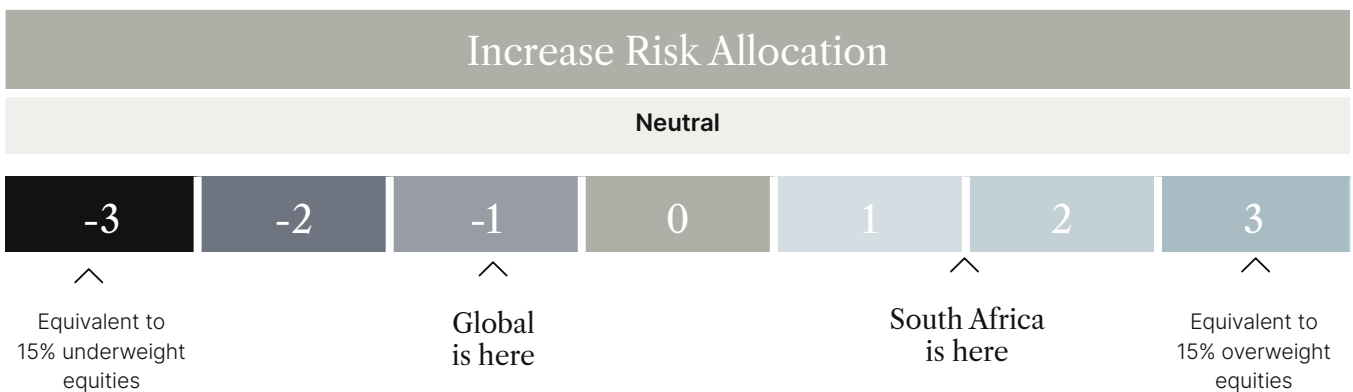 Increase Risk Allocation
Neutral
-3 -2 -1 0 1 2 3
Equivalent to
15% underweight
equities
Global
is here
South Africa
is here
Equivalent to
15% overweight
equities